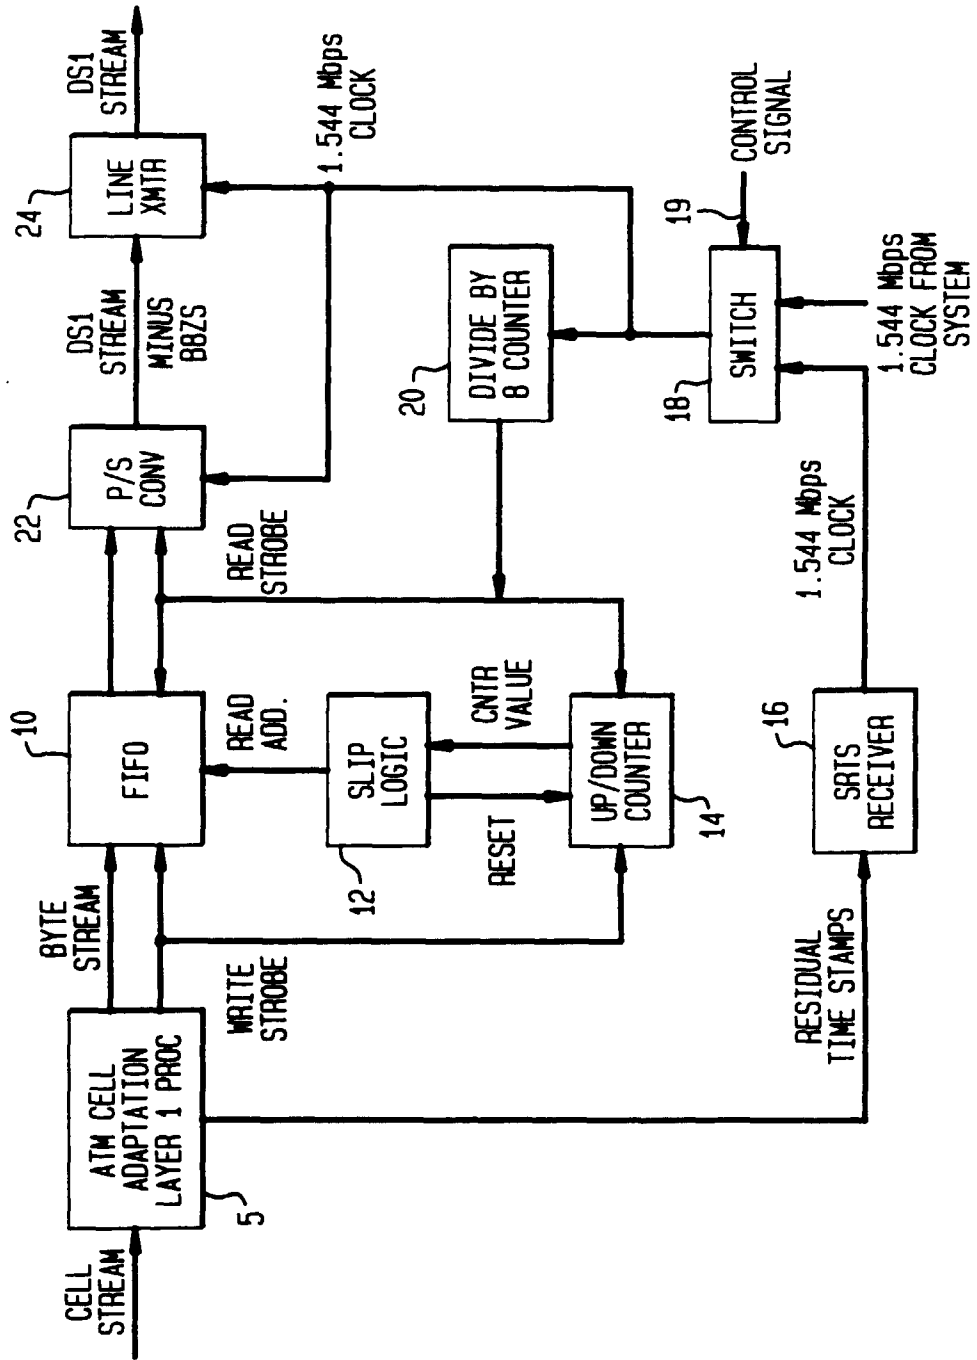 CELL
STREAM
ATM CELL
ADAPTATION
LAYER 1 PROC
5
BYTE
STREAM
WRITE
STROBE
10
FIFO
READ
ADD.
READ
STROBE
22
P/S
CONV
DS1
STREAM
MINUS
B8ZS
24
LINE
XMTR
DS1
STREAM
1.544 Mbps
CLOCK
12
SLIP
LOGIC
RESET
CNTR
VALUE
UP/DOWN
COUNTER
14
20
DIVIDE BY
8 COUNTER
RESIDUAL
TIME STAMPS
16
SRTS
RECEIVER
1.544 Mbps
CLOCK
18
SWITCH
19
CONTROL
SIGNAL
1.544 Mbps
CLOCK FROM
SYSTEM